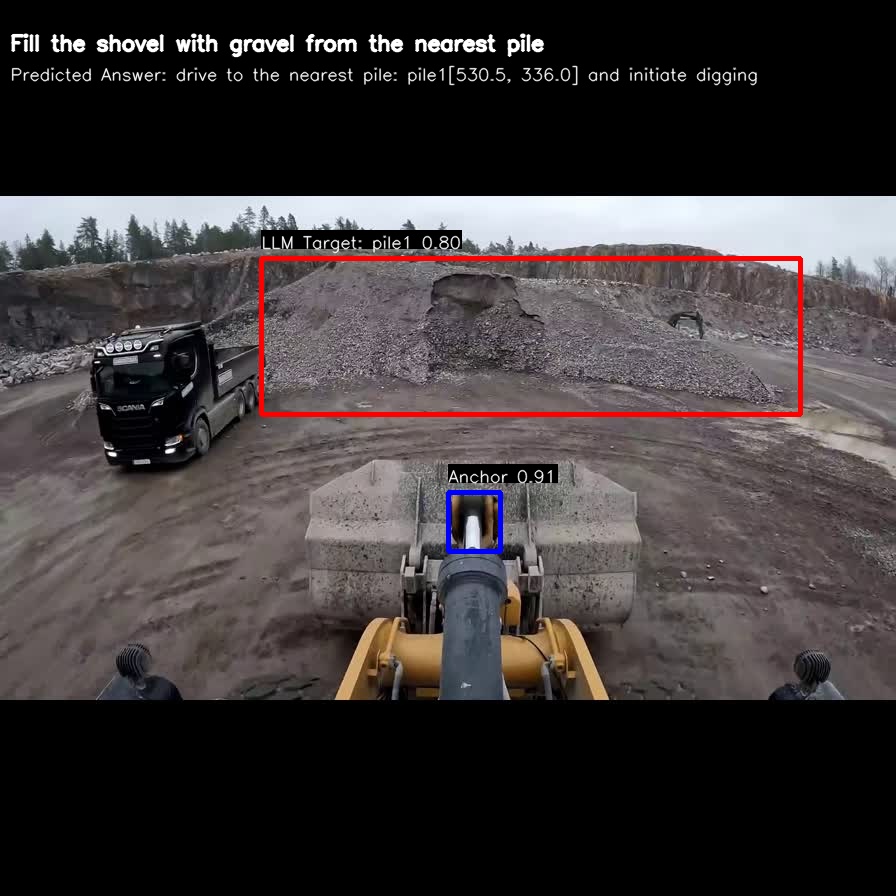 Fill the shovel with gravel from the nearest pile
Predicted Answer: drive to the nearest pile: pile1[530.5, 336.0] and initiate digging
LLM Target: pile1 0.80
SCANIA
Anchor 0.91